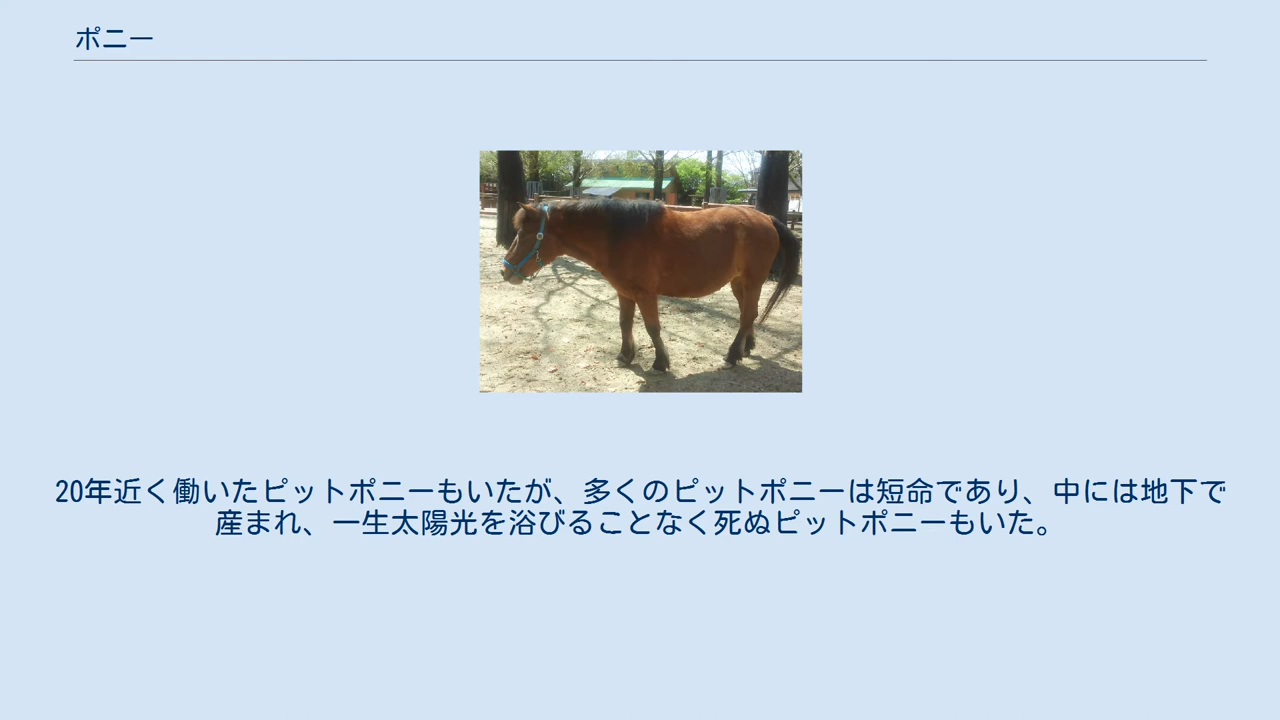 ポニー
20年近く働いたピットポニーもいたが、多くのピットポニーは短命であり、中には地下で
産まれ、一生太陽光を浴びることなく死ぬピットポニーもいた。